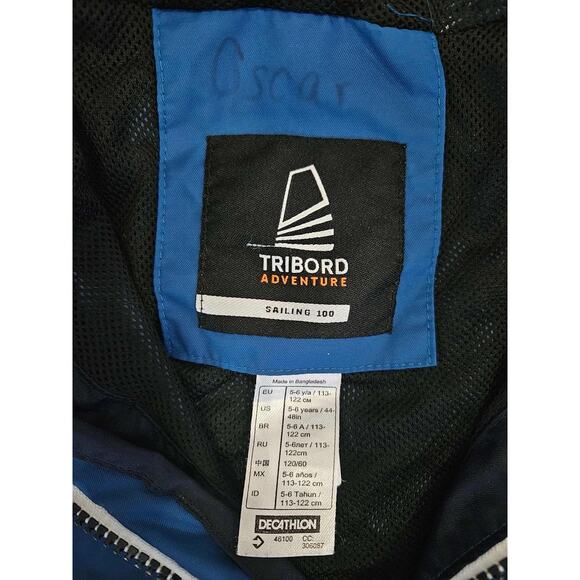 Oscar
TRIBORD
ADVENTURE
SAILING 100
Made in Bangladesh
EU 5-6 y/a / 113-
122 CM
US 5-6 years / 44-
48in
BR 5-6 A / 113-
122 cm
RU 5-6лет / 113-
122cm
中国 120/60
MX 5-6 años /
113-122 cm
ID 5-6 Tahun /
113-122 cm
DECATHLON
46100 CC:
306087